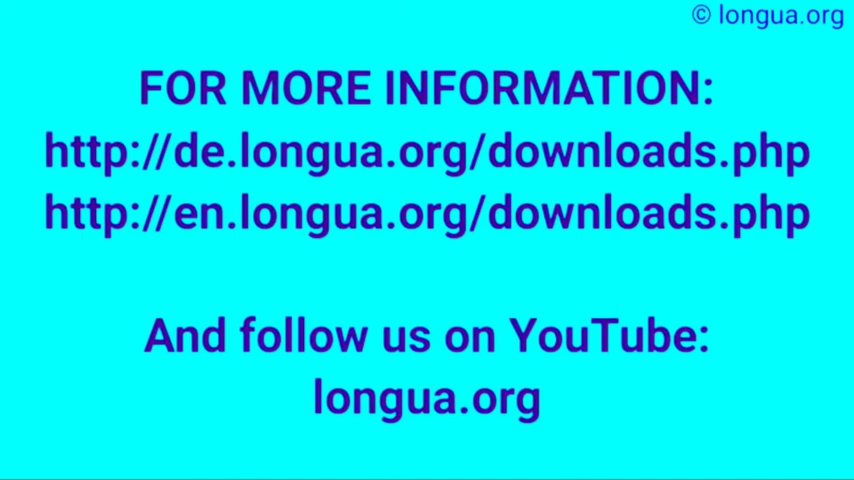 © longua.org
FOR MORE INFORMATION:
http://de.longua.org/downloads.php
http://en.longua.org/downloads.php
And follow us on YouTube:
longua.org